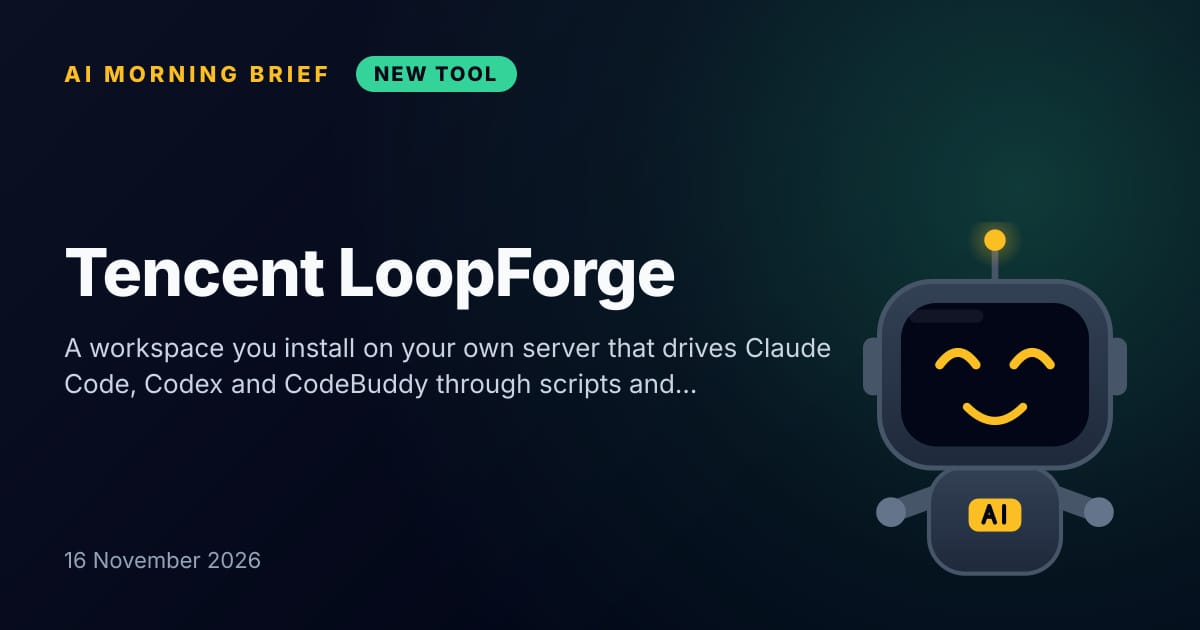 AI MORNING BRIEF
NEW TOOL
Tencent LoopForge
A workspace you install on your own server that drives Claude
Code, Codex and CodeBuddy through scripts and...
AI
16 November 2026